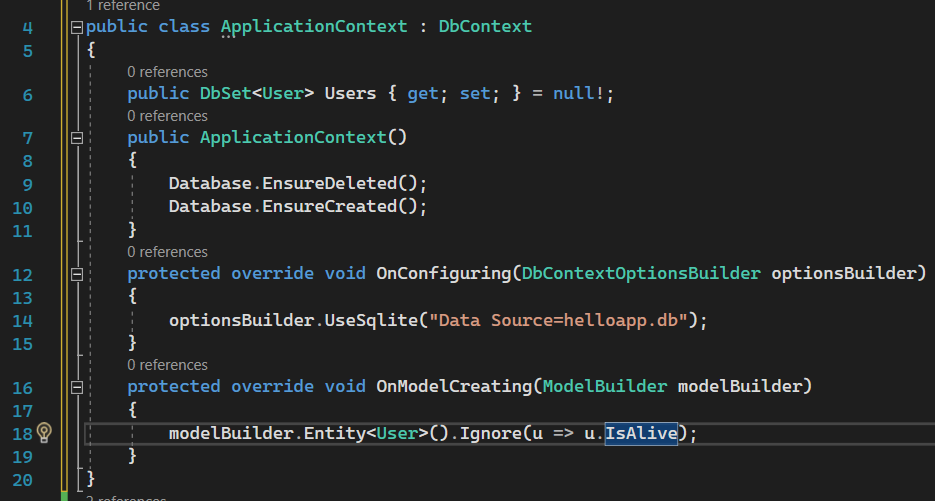 1 reference
4 public class ApplicationContext : DbContext
5 {
0 references
6 public DbSet<User> Users { get; set; } = null!;
0 references
7 public ApplicationContext()
8 {
9 Database.EnsureDeleted();
10 Database.EnsureCreated();
11 }
0 references
12 protected override void OnConfiguring(DbContextOptionsBuilder optionsBuilder)
13 {
14 optionsBuilder.UseSqlite("Data Source=helloapp.db");
15 }
0 references
16 protected override void OnModelCreating(ModelBuilder modelBuilder)
17 {
18 modelBuilder.Entity<User>().Ignore(u => u.IsAlive);
19 }
20 }
2 references